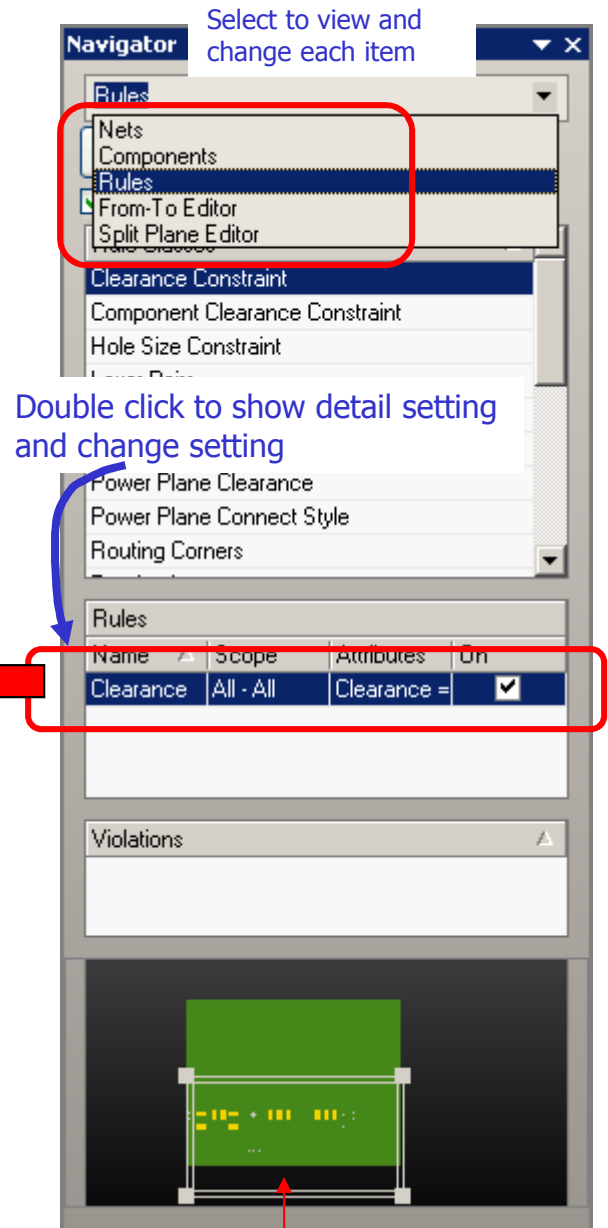 Select to view and
change each item
Navigator
Rules
Nets
Components
Rules
From-To Editor
Split Plane Editor
Clearance Constraint
Component Clearance Constraint
Hole Size Constraint
Double click to show detail setting
and change setting
Power Plane Clearance
Power Plane Connect Style
Routing Corners
Rules
Name Scope Attributes On
Clearance All - All Clearance =
Violations